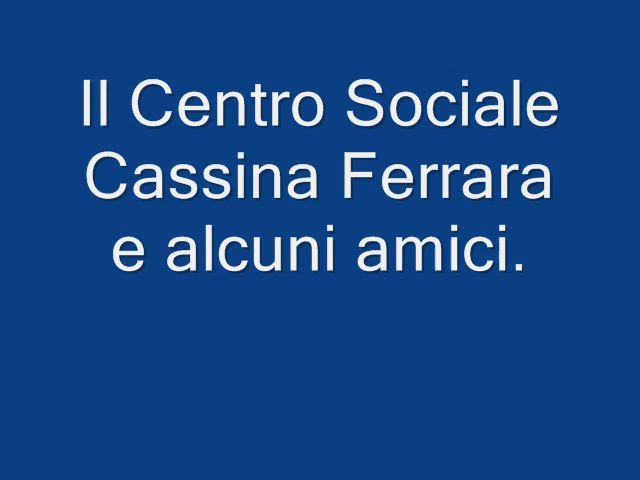 Il Centro Sociale
Cassina Ferrara
e alcuni amici.